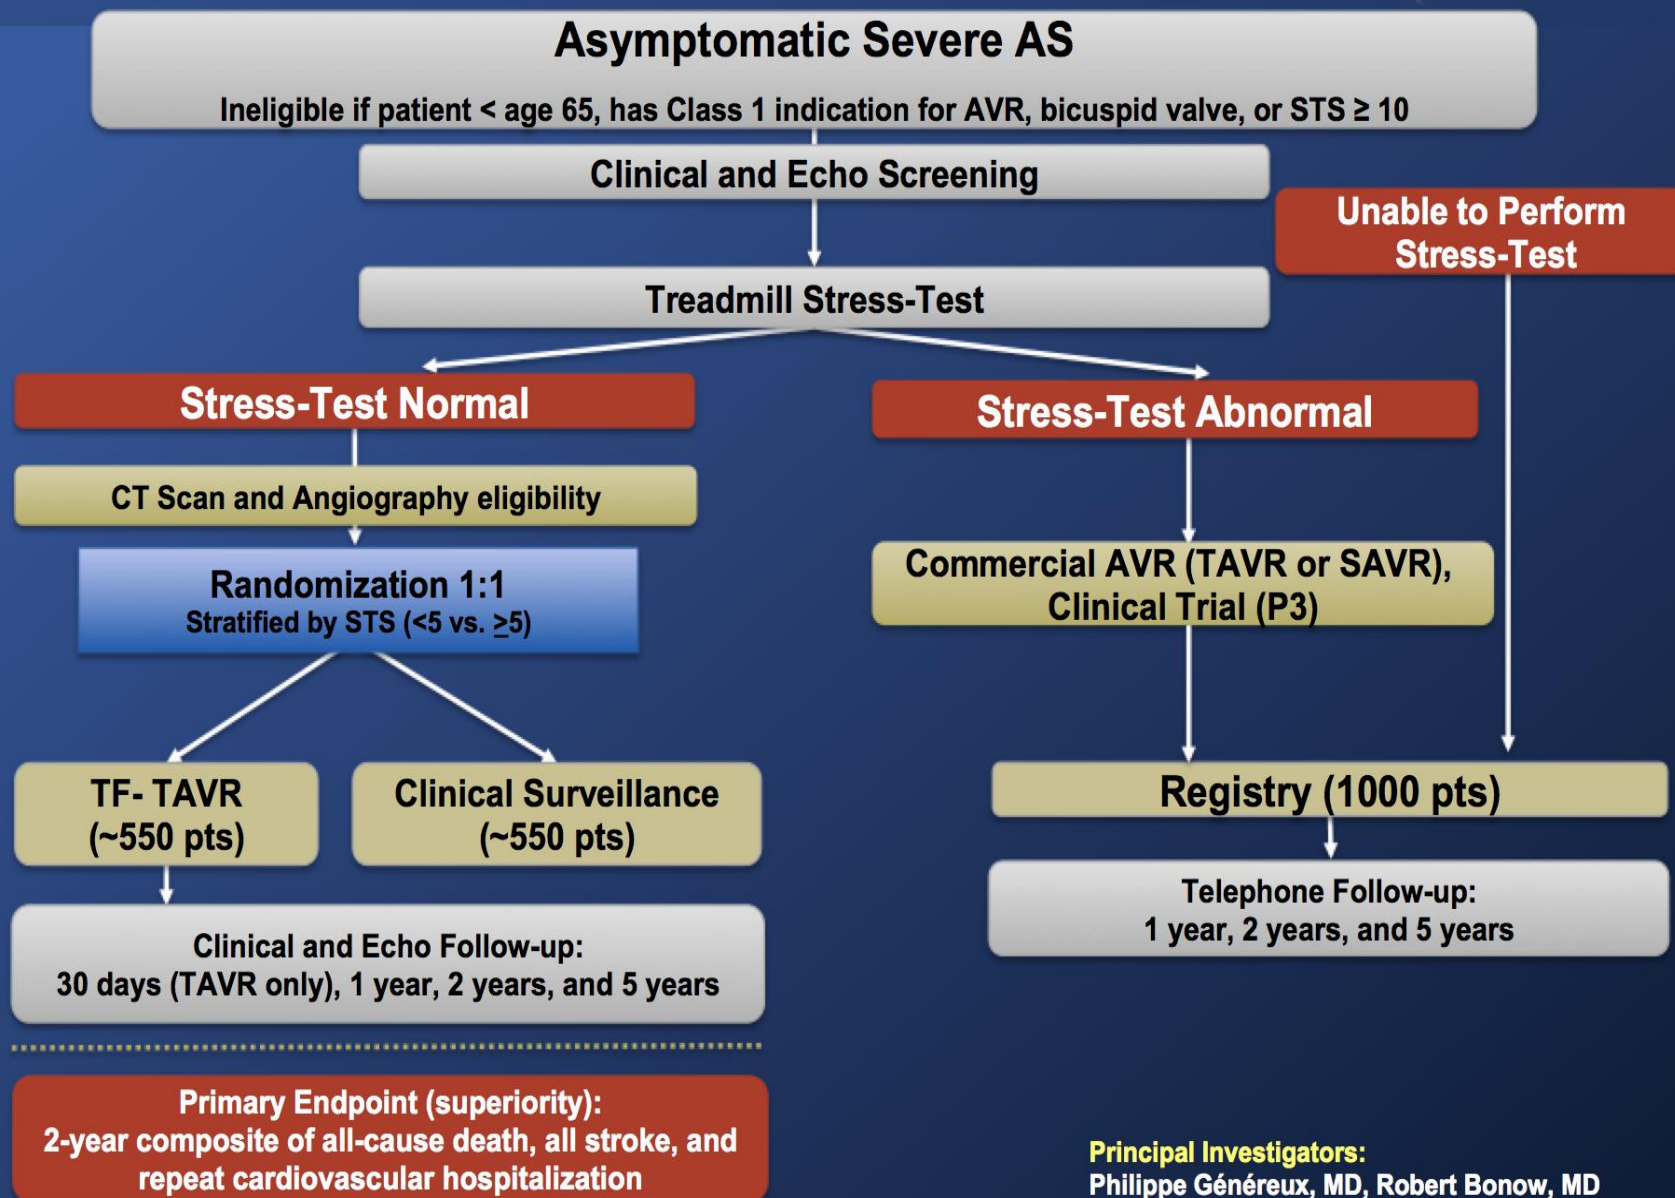 Asymptomatic Severe AS
Ineligible if patient < age 65, has Class 1 indication for AVR, bicuspid valve, or STS ≥ 10
Clinical and Echo Screening
Unable to Perform
Stress-Test
Treadmill Stress-Test
Stress-Test Normal
Stress-Test Abnormal
CT Scan and Angiography eligibility
Randomization 1:1
Stratified by STS (<5 vs. ≥5)
Commercial AVR (TAVR or SAVR),
Clinical Trial (P3)
TF- TAVR
(~550 pts)
Clinical Surveillance
(~550 pts)
Registry (1000 pts)
Clinical and Echo Follow-up:
30 days (TAVR only), 1 year, 2 years, and 5 years
Telephone Follow-up:
1 year, 2 years, and 5 years
Primary Endpoint (superiority):
2-year composite of all-cause death, all stroke, and
repeat cardiovascular hospitalization
Principal Investigators:
Philippe Généreux, MD, Robert Bonow, MD